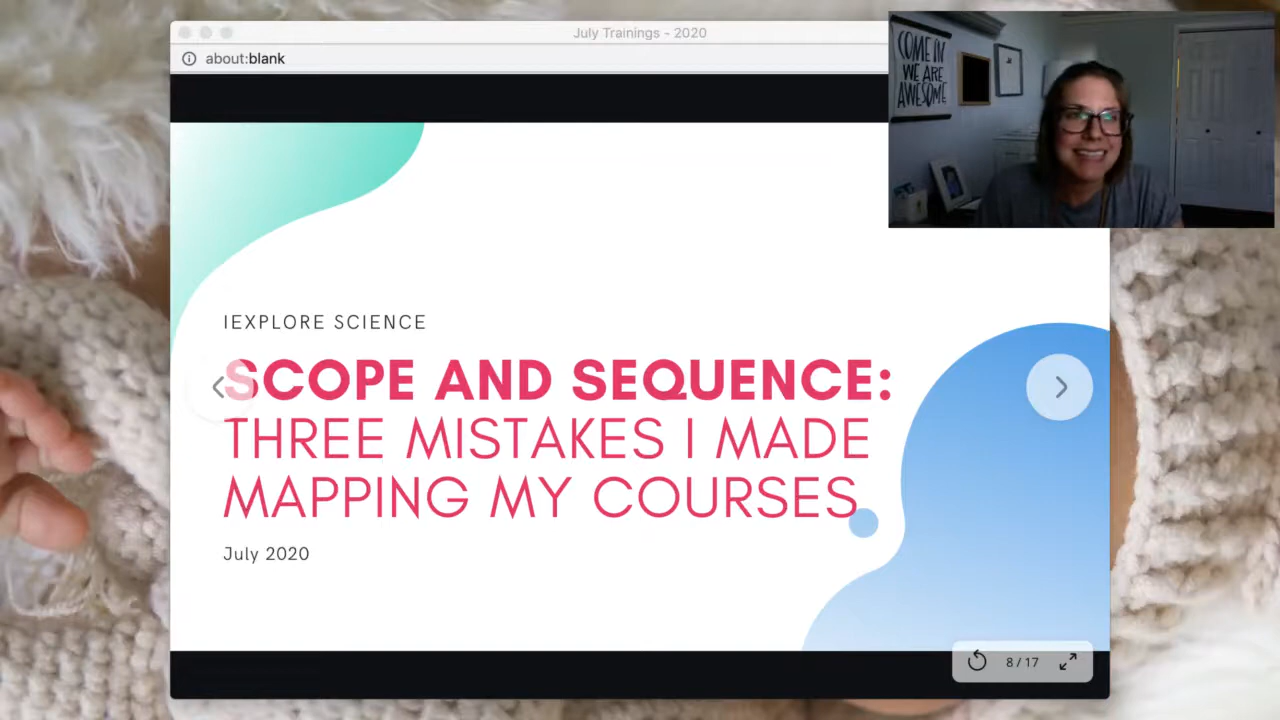 July Trainings - 2020
about:blank
COME IN
WE ARE
AWESOME
IEXPLORE SCIENCE
SCOPE AND SEQUENCE:
THREE MISTAKES I MADE
MAPPING MY COURSES
July 2020
8 / 17